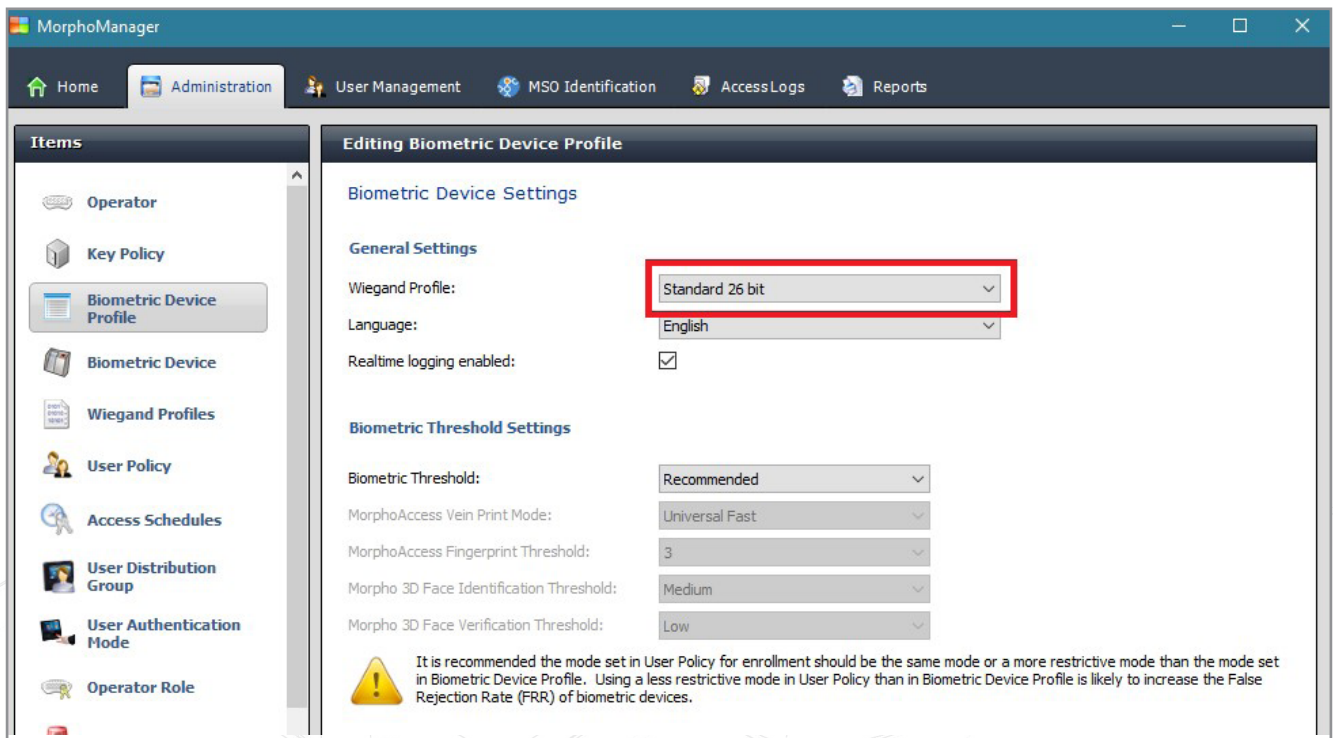 MorphoManager
Home
Administration
User Management
MSO Identification
AccessLogs
Reports
Items
Operator
Key Policy
Biometric Device
Profile
Biometric Device
Wiegand Profiles
User Policy
Access Schedules
User Distribution
Group
User Authentication
Mode
Operator Role
Editing Biometric Device Profile
Biometric Device Settings
General Settings
Wiegand Profile: Standard 26 bit
Language: English
Realtime logging enabled:
Biometric Threshold Settings
Biometric Threshold: Recommended
MorphoAccess Vein Print Mode: Universal Fast
MorphoAccess Fingerprint Threshold: 3
Morpho 3D Face Identification Threshold: Medium
Morpho 3D Face Verification Threshold: Low
It is recommended the mode set in User Policy for enrollment should be the same mode or a more restrictive mode than the mode set
in Biometric Device Profile. Using a less restrictive mode in User Policy than in Biometric Device Profile is likely to increase the False
Rejection Rate (FRR) of biometric devices.